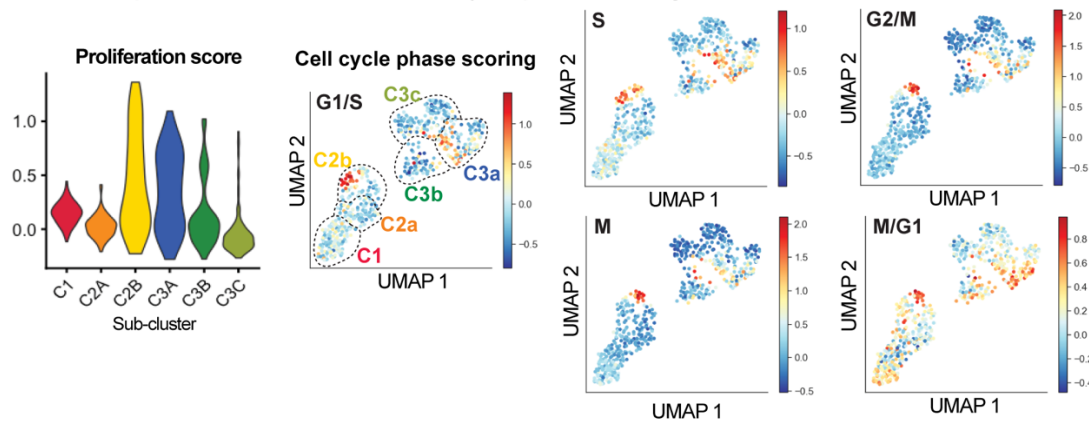 Proliferation score
1.0
0.5
0.0
C1
C2A
C2B
C3A
C3B
C3C
Sub-cluster
Cell cycle phase scoring
G1/S
C3c
C2b
C3a
C3b
C2a
C1
UMAP 2
UMAP 1
1.0
0.5
0.0
−0.5
S
UMAP 2
UMAP 1
1.0
0.5
0.0
−0.5
G2/M
UMAP 2
UMAP 1
2.0
1.5
1.0
0.5
0.0
−0.5
M
UMAP 2
UMAP 1
2.0
1.5
1.0
0.5
0.0
−0.5
M/G1
UMAP 2
UMAP 1
0.8
0.6
0.4
0.2
0.0
−0.2
−0.4